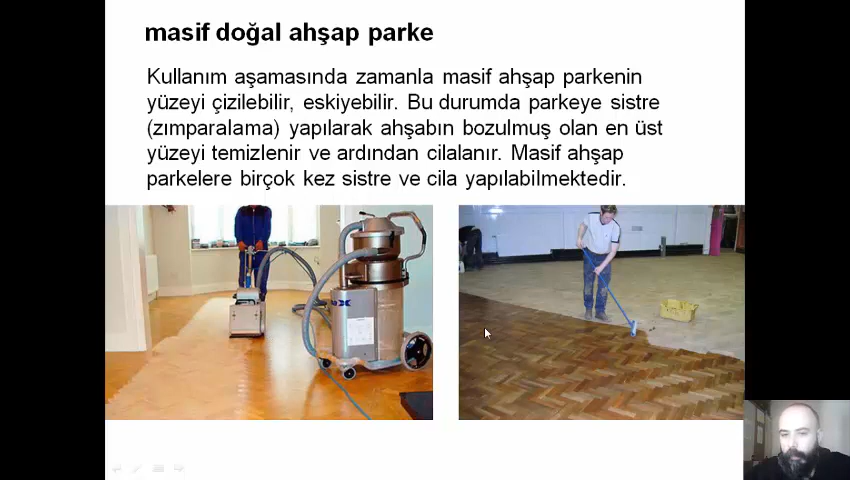 masif doğal ahşap parke
Kullanım aşamasında zamanla masif ahşap parkenin
yüzeyi çizilebilir, eskiyebilir. Bu durumda parkeye sistre
(zımparalama) yapılarak ahşabın bozulmuş olan en üst
yüzeyi temizlenir ve ardından cilalanır. Masif ahşap
parkelere birçok kez sistre ve cila yapılabilmektedir.